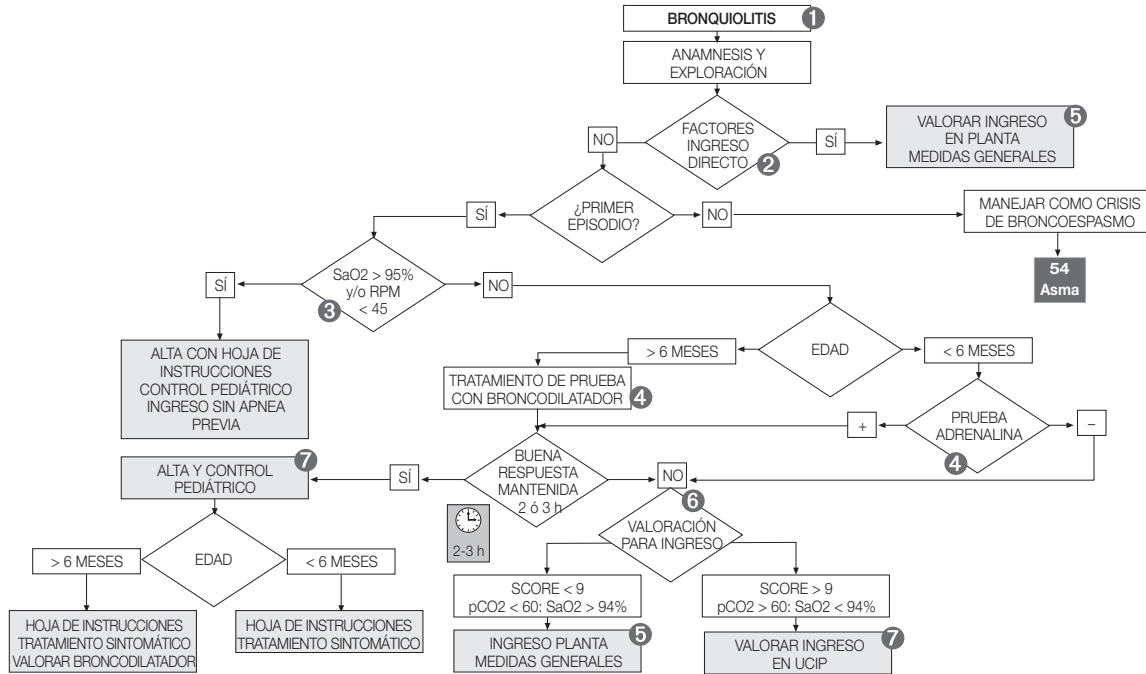 BRONQUIOLITIS 1
ANAMNESIS Y
EXPLORACIÓN
FACTORES
INGRESO
DIRECTO 2
NO
SÍ
VALORAR INGRESO 5
EN PLANTA
MEDIDAS GENERALES
¿PRIMER
EPISODIO?
SÍ
NO
MANEJAR COMO CRISIS
DE BRONCOESPASMO
54
Asma
SaO2 > 95%
y/o RPM
< 45
3
SÍ
NO
ALTA CON HOJA DE
INSTRUCCIONES
CONTROL PEDIÁTRICO
INGRESO SIN APNEA
PREVIA
EDAD
> 6 MESES
< 6 MESES
TRATAMIENTO DE PRUEBA
CON BRONCODILATADOR 4
PRUEBA
ADRENALINA
4
+
–
BUENA
RESPUESTA
MANTENIDA
2 ó 3 h
SÍ
NO
2-3 h
ALTA Y CONTROL 7
PEDIÁTRICO
EDAD
> 6 MESES
< 6 MESES
HOJA DE INSTRUCCIONES
TRATAMIENTO SINTOMÁTICO
VALORAR BRONCODILATADOR
HOJA DE INSTRUCCIONES
TRATAMIENTO SINTOMÁTICO
6
VALORACIÓN
PARA INGRESO
SCORE < 9
pCO2 < 60: SaO2 > 94%
INGRESO PLANTA 5
MEDIDAS GENERALES
SCORE > 9
pCO2 > 60: SaO2 < 94%
VALORAR INGRESO 7
EN UCIP